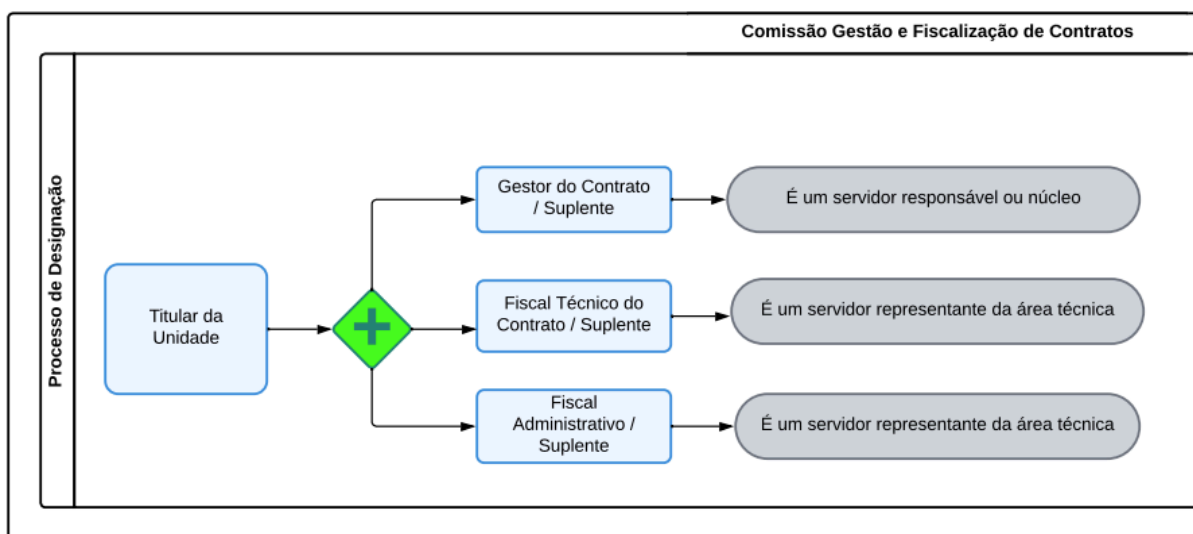 Comissão Gestão e Fiscalização de Contratos
Processo de Designação
Titular da
Unidade
Gestor do Contrato
/ Suplente
É um servidor responsável ou núcleo
Fiscal Técnico do
Contrato / Suplente
É um servidor representante da área técnica
Fiscal
Administrativo /
Suplente
É um servidor representante da área técnica